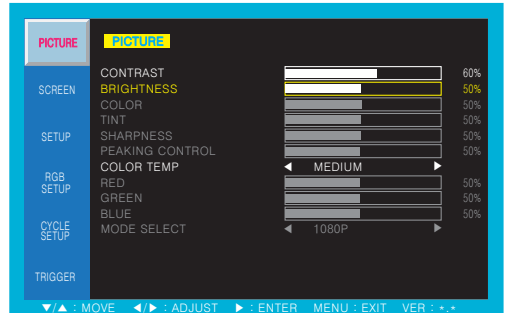 PICTURE
SCREEN
SETUP
RGB
SETUP
CYCLE
SETUP
TRIGGER
PICTURE
CONTRAST 60%
BRIGHTNESS 50%
COLOR 50%
TINT 50%
SHARPNESS 50%
PEAKING CONTROL 50%
COLOR TEMP ◀ MEDIUM ▶
RED 50%
GREEN 50%
BLUE 50%
MODE SELECT ◀ 1080P ▶
▼/▲ : MOVE ◀/▶ : ADJUST ▶ : ENTER MENU : EXIT VER : *.*